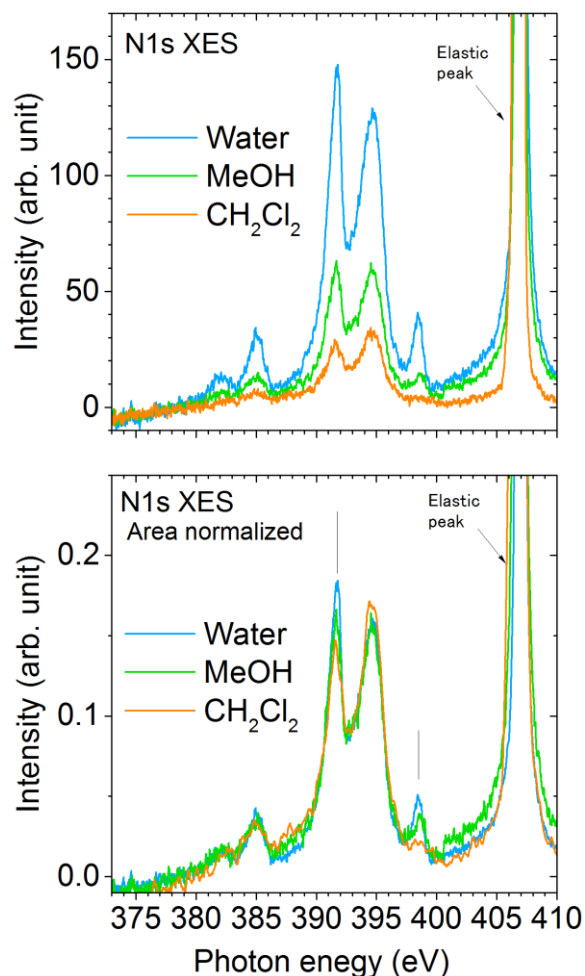 N1s XES
Elastic
peak
Water
MeOH
CH₂Cl₂
150
100
50
0
Intensity (arb. unit)
N1s XES
Area normalized
Elastic
peak
Water
MeOH
CH₂Cl₂
0.2
0.1
0.0
Intensity (arb. unit)
375 380 385 390 395 400 405 410
Photon enegy (eV)